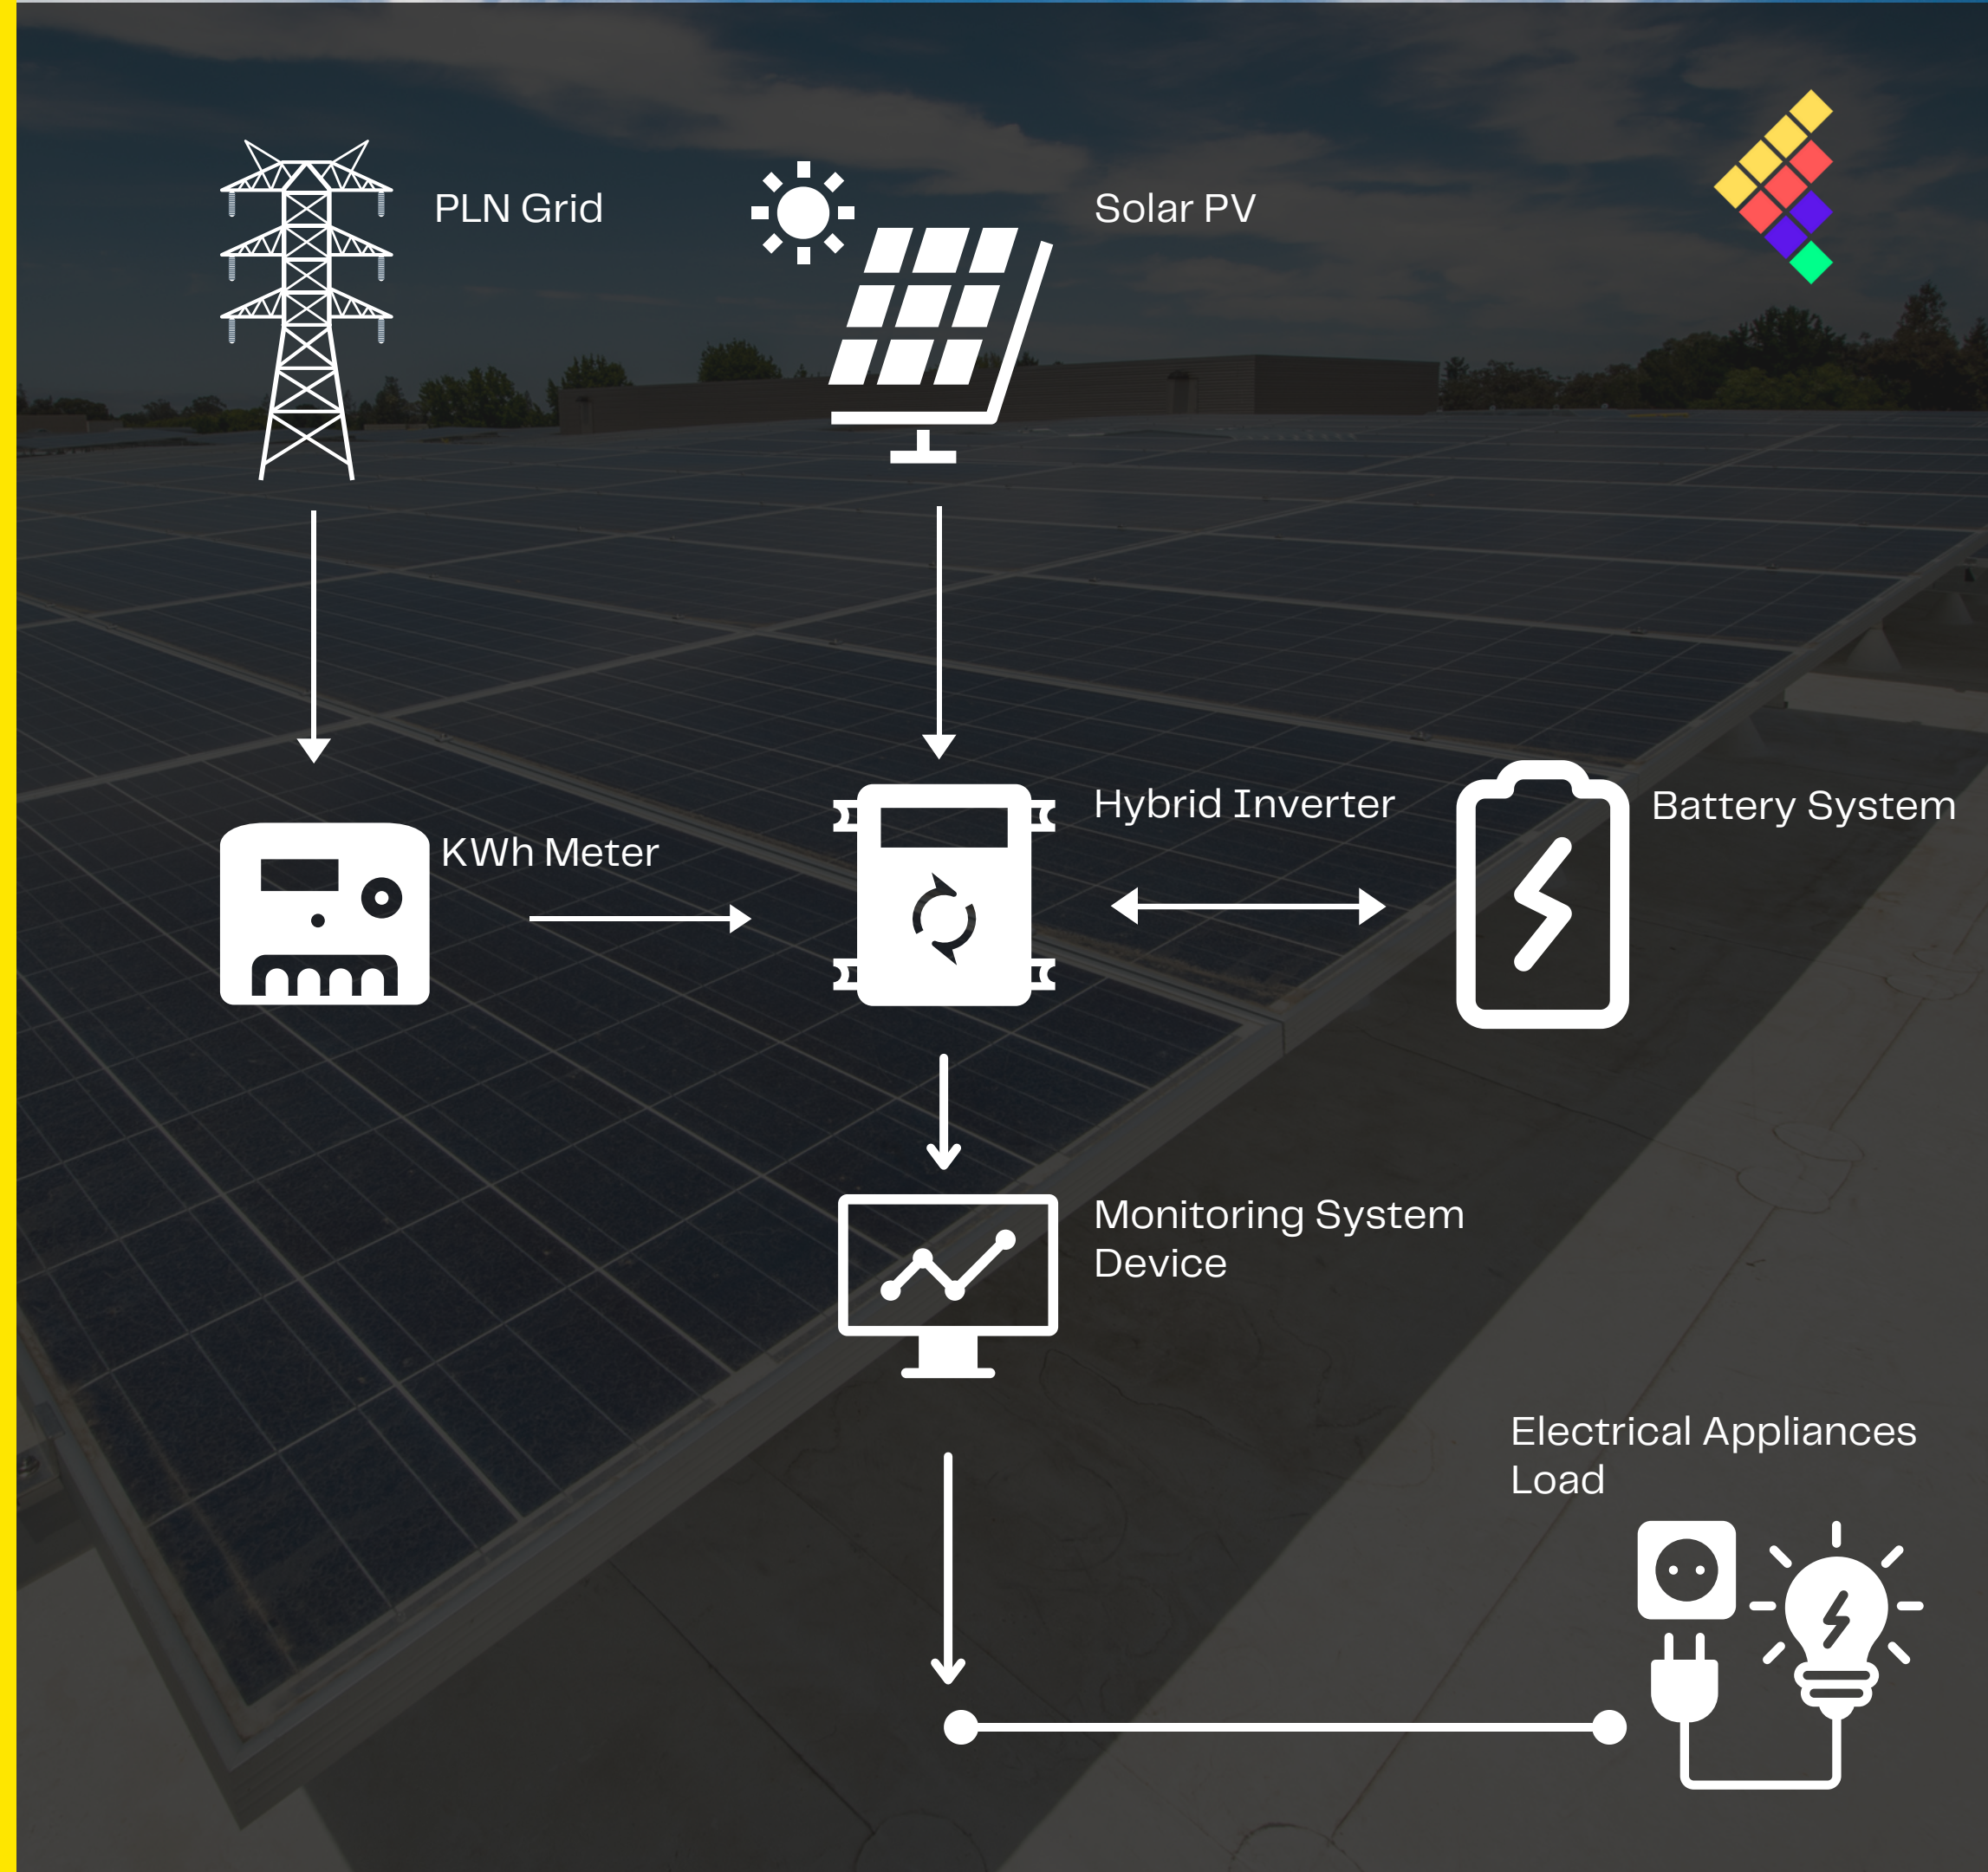 PLN Grid
Solar PV
KWh Meter
Hybrid Inverter
Battery System
Monitoring System
Device
Electrical Appliances
Load